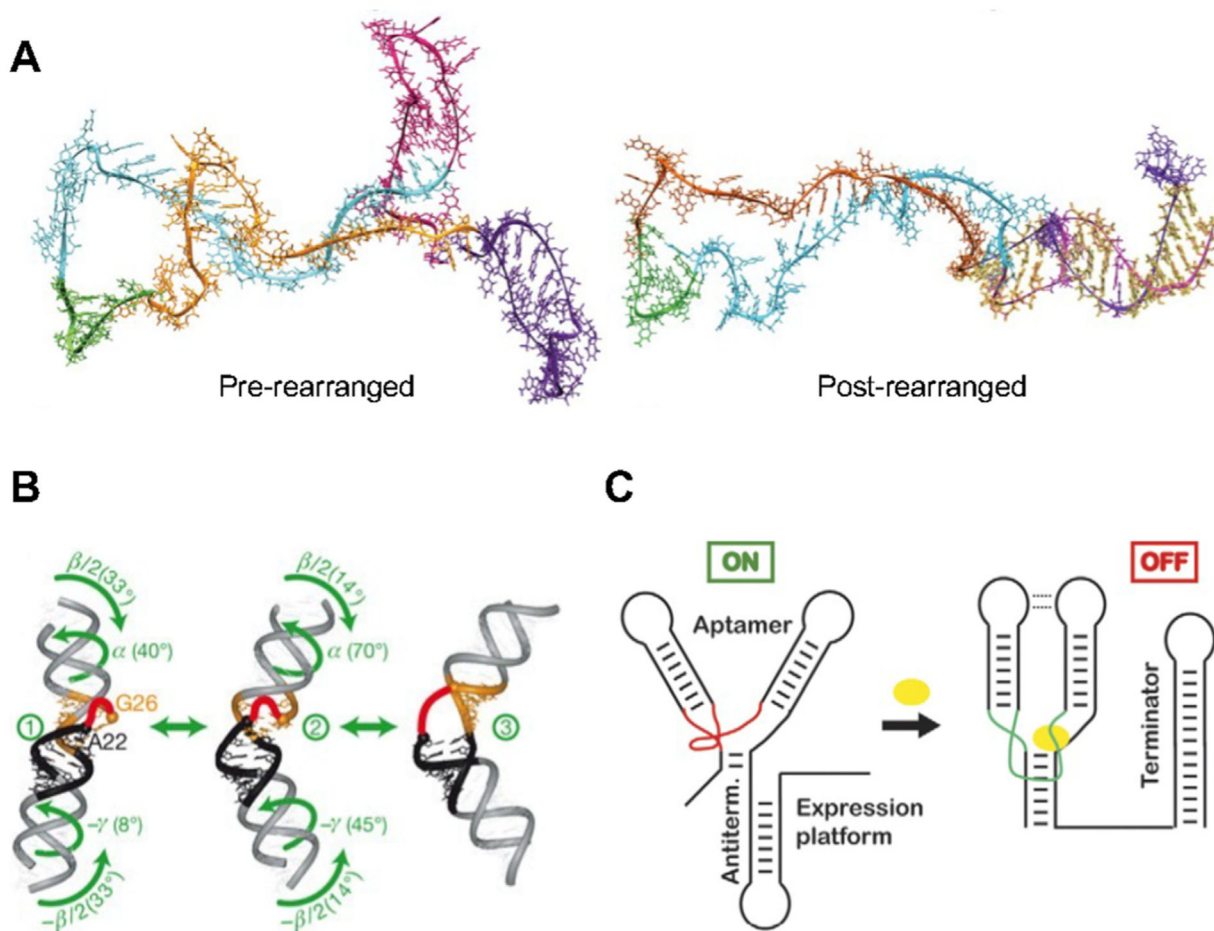 A
Pre-rearranged
Post-rearranged
B
β/2(33°)
α (40°)
G26
①
A22
-γ(8°)
-β/2(33°)
β/2(14°)
α (70°)
②
-γ(45°)
-β/2(14°)
③
C
ON
Aptamer
Antiterm.
Expression
platform
OFF
Terminator